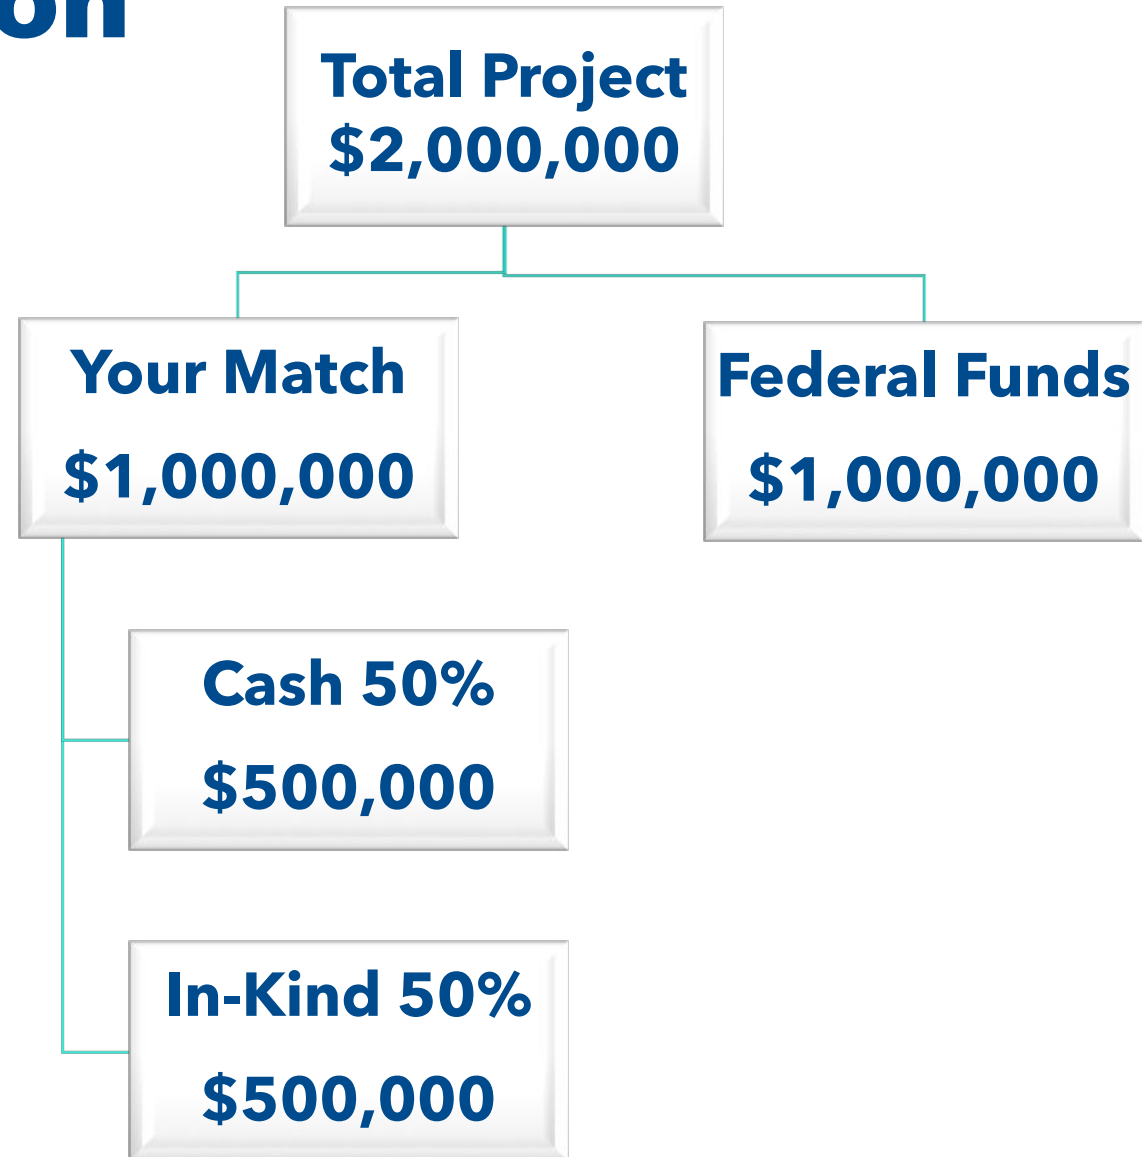 on
Total Project
$2,000,000
Your Match
$1,000,000
Federal Funds
$1,000,000
Cash 50%
$500,000
In-Kind 50%
$500,000